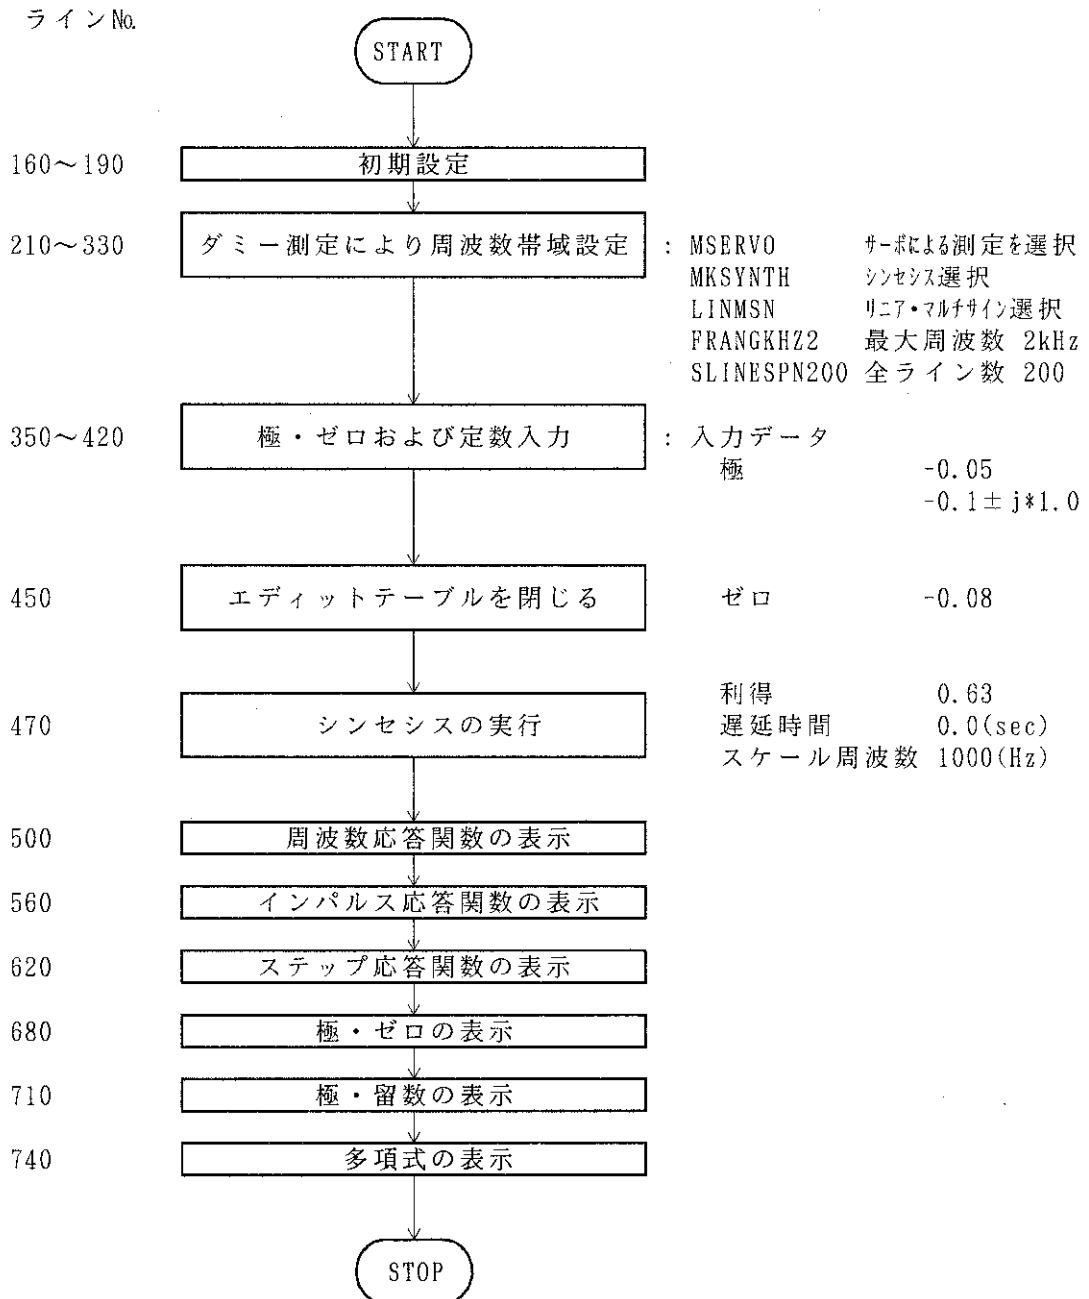 ラインNo.
START
160～190 初期設定
210～330 ダミー測定により周波数帯域設定 : MSERVO サーボによる測定を選択
MKSYNTH シンセシス選択
LINMSN リニア・マルチサイン選択
FRANGKHZ2 最大周波数 2kHz
SLINESPN200 全ライン数 200
350～420 極・ゼロおよび定数入力 : 入力データ
極 -0.05
-0.1±j*1.0
450 エディットテーブルを閉じる ゼロ -0.08
利得 0.63
470 シンセシスの実行 遅延時間 0.0(sec)
スケール周波数 1000(Hz)
500 周波数応答関数の表示
560 インパルス応答関数の表示
620 ステップ応答関数の表示
680 極・ゼロの表示
710 極・留数の表示
740 多項式の表示
STOP